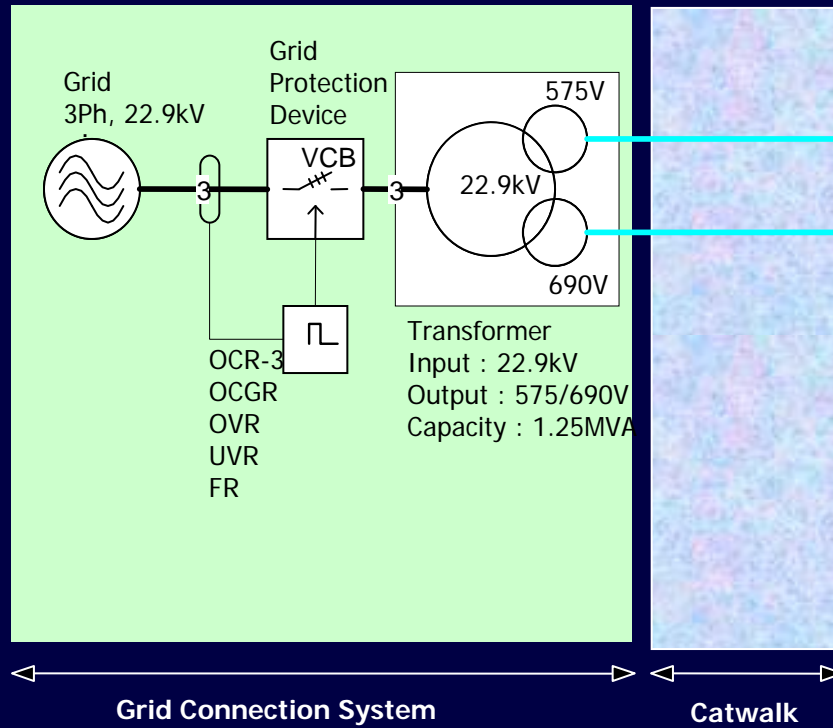 Grid
3Ph, 22.9kV
Grid
Protection
Device
VCB
3
3
575V
22.9kV
690V
OCR-3
OCGR
OVR
UVR
FR
Transformer
Input : 22.9kV
Output : 575/690V
Capacity : 1.25MVA
Grid Connection System
Catwalk